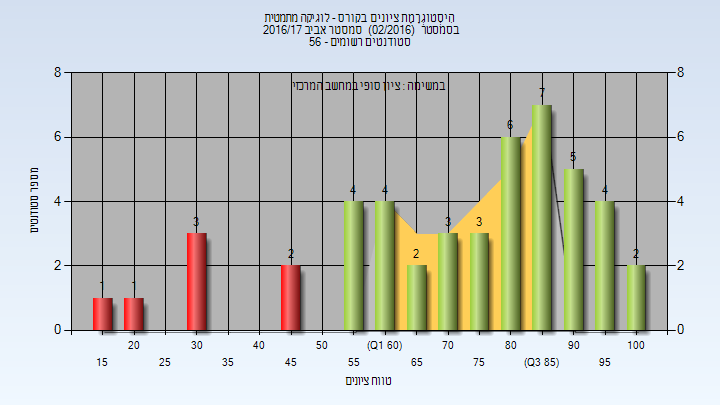 היסטוגרמת ציונים בקורס - לוגיקה מתמטית
בסמסטר (02/2016) סמסטר אביב 2016/17
סטודנטים רשומים - 56
במשימה : ציון סופי במחשב המרכזי
8 8
7
6 6 6
5
4 4 4 4 4
3 3 3
2 2 2 2 2
1 1
0 0
20 30 40 50 (Q1 60) 70 80 90 100
15 25 35 45 55 65 75 (Q3 85) 95
מספר סטודנטים
טווח ציונים